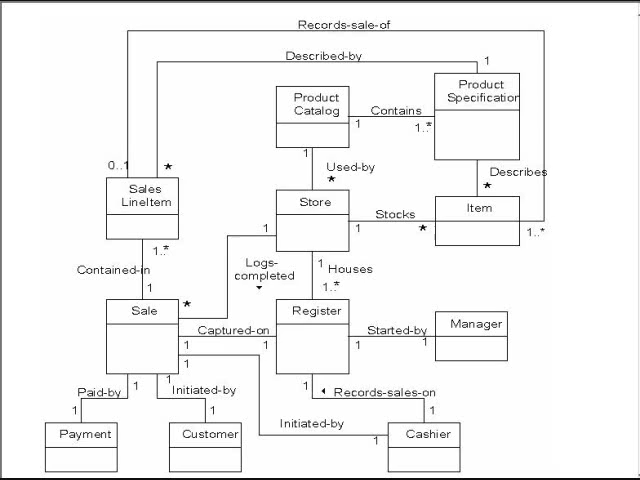 Records-sale-of
Described-by
1
Product
Specification
Product
Catalog
Contains
1
1..*
1
0..1
*
Used-by
*
Describes
*
Sales
LineItem
Store
Item
Stocks
1
1
*
1..*
1..*
Contained-in
1
Logs-
completed
1
Houses
1..*
*
Sale
Register
Manager
Captured-on
1
1
Started-by
1
1
1
Paid-by
1
1
Initiated-by
1
Records-sales-on
1
1
1
Initiated-by
1
Payment
Customer
Cashier